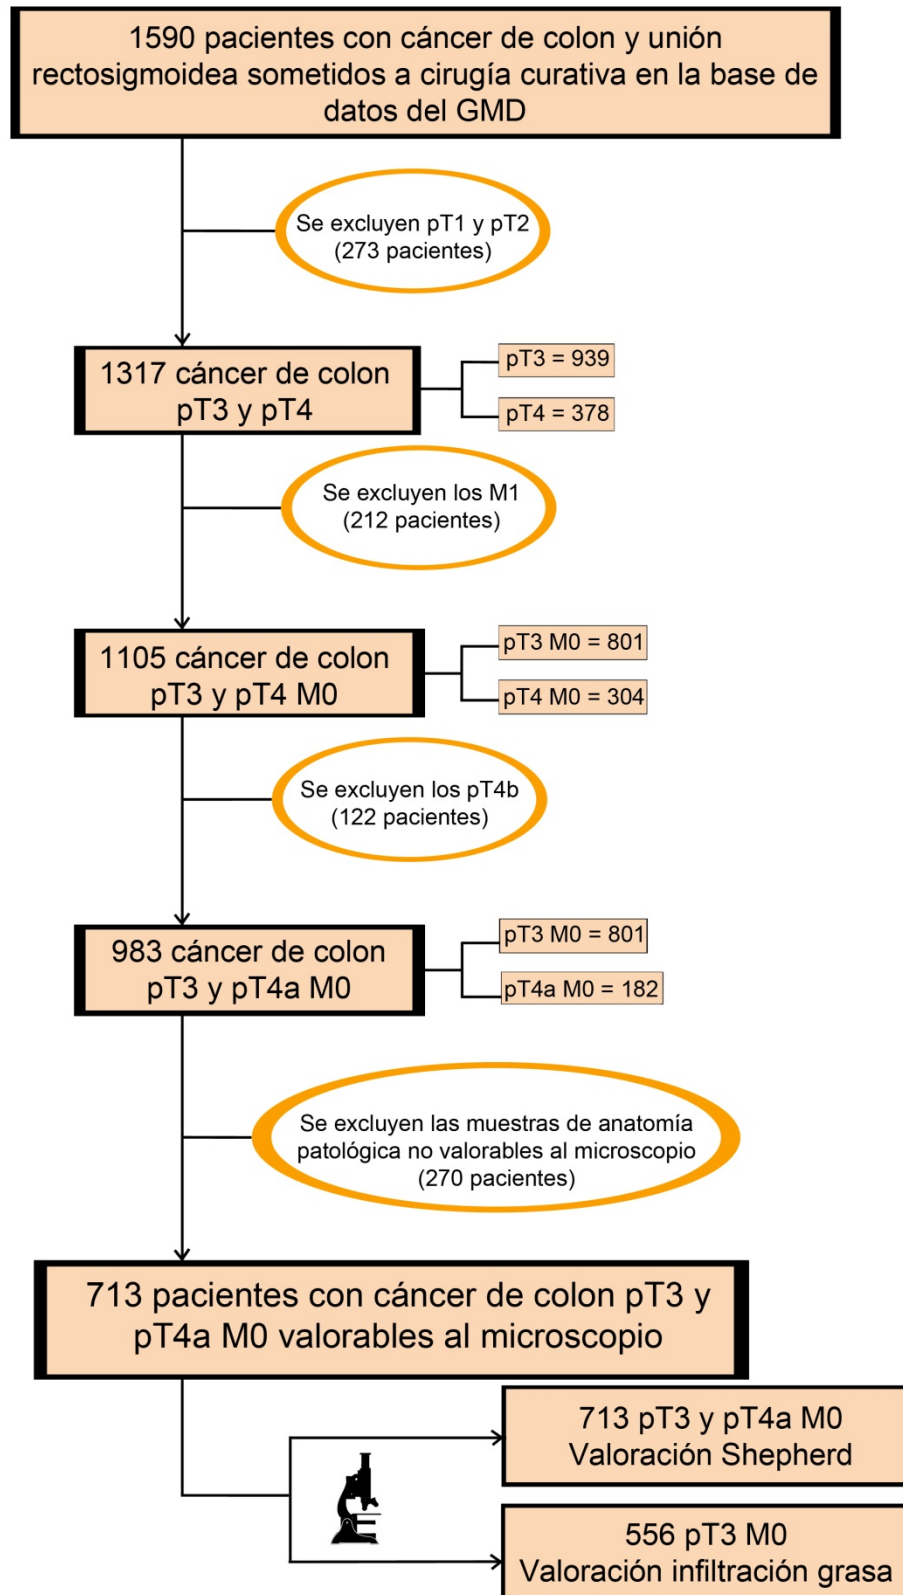 1590 pacientes con cáncer de colon y unión
rectosigmoidea sometidos a cirugía curativa en la base de
datos del GMD
Se excluyen pT1 y pT2
(273 pacientes)
1317 cáncer de colon
pT3 y pT4
pT3 = 939
pT4 = 378
Se excluyen los M1
(212 pacientes)
1105 cáncer de colon
pT3 y pT4 M0
pT3 M0 = 801
pT4 M0 = 304
Se excluyen los pT4b
(122 pacientes)
983 cáncer de colon
pT3 y pT4a M0
pT3 M0 = 801
pT4a M0 = 182
Se excluyen las muestras de anatomía
patológica no valorables al microscopio
(270 pacientes)
713 pacientes con cáncer de colon pT3 y
pT4a M0 valorables al microscopio
713 pT3 y pT4a M0
Valoración Shepherd
556 pT3 M0
Valoración infiltración grasa